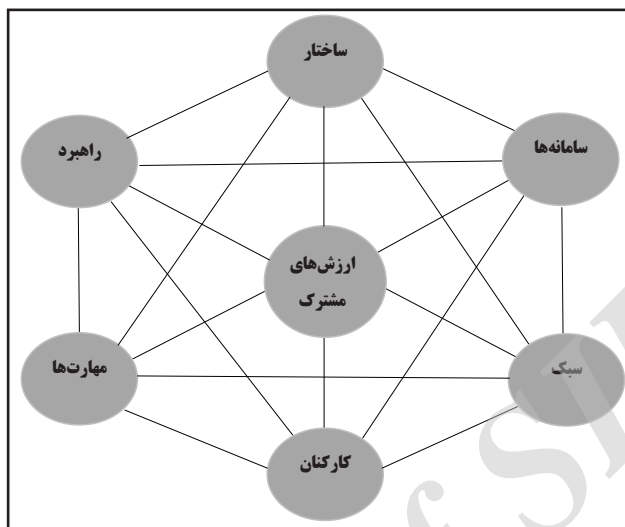 ساختار
سامانه‌ها
راهبرد
ارزش‌های
مشترک
سبک
مهارت‌ها
کارکنان